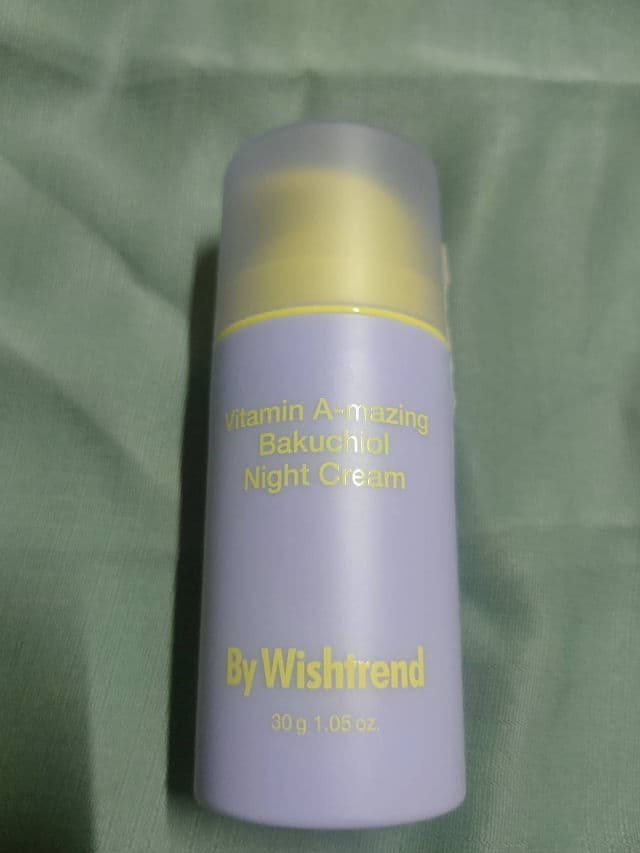 Vitamin A-mazing
Bakuchiol
Night Cream
By Wishtrend
30 g 1.05 oz.